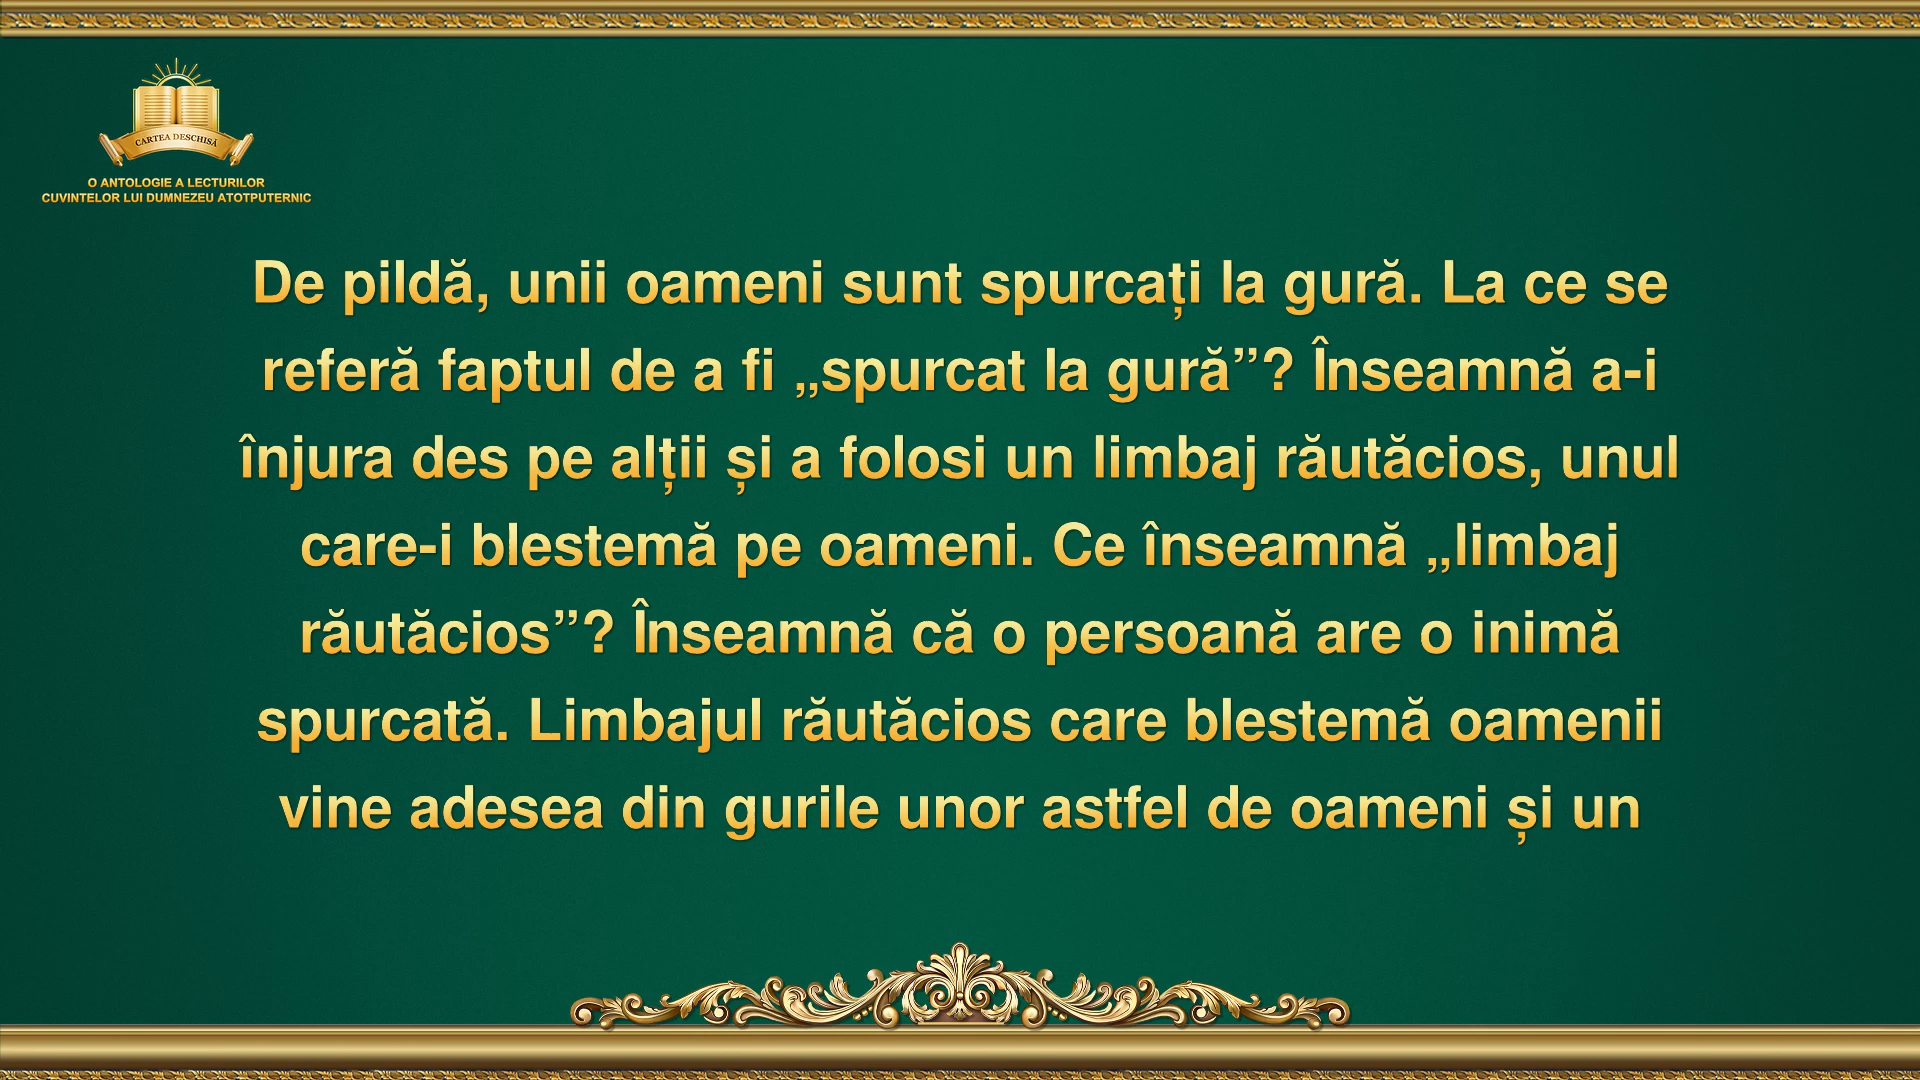 CARTEA DESCHISĂ
O ANTOLOGIE A LECTURILOR
CUVINTELOR LUI DUMNEZEU ATOTPUTERNIC
De pildă, unii oameni sunt spurcați la gură. La ce se
referă faptul de a fi „spurcat la gură”? Înseamnă a-i
înjura des pe alții și a folosi un limbaj răutăcios, unul
care-i blestemă pe oameni. Ce înseamnă „limbaj
răutăcios”? Înseamnă că o persoană are o inimă
spurcată. Limbajul răutăcios care blestemă oamenii
vine adesea din gurile unor astfel de oameni și un